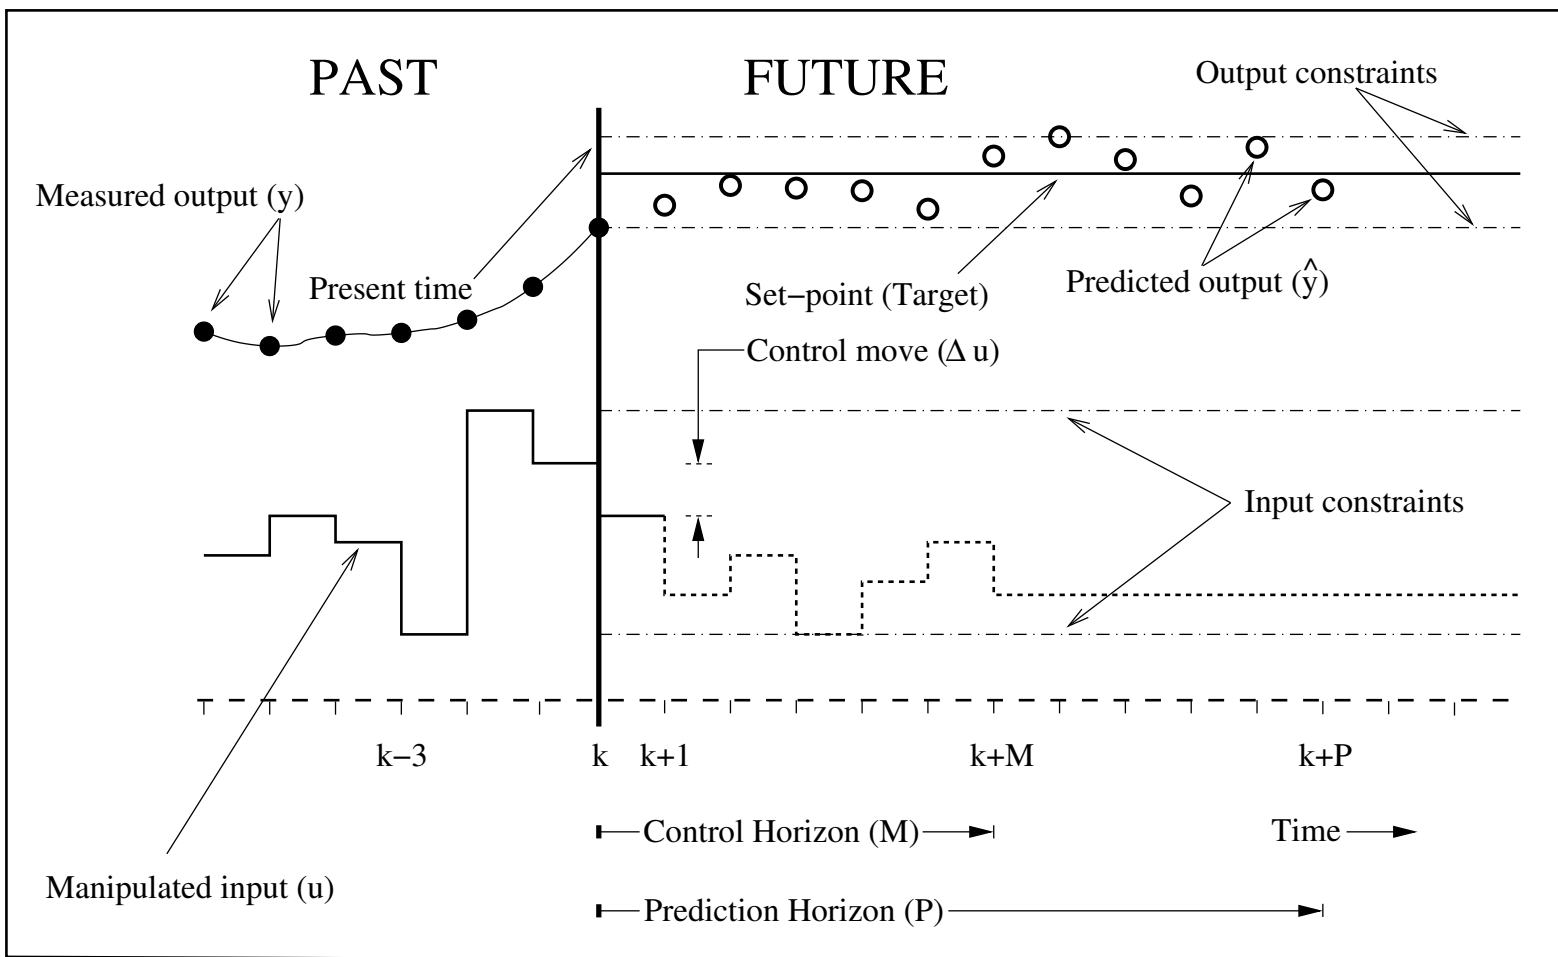 PAST
FUTURE
Output constraints
Measured output (y)
Present time
Set−point (Target)
Predicted output (ŷ)
Control move (Δ u)
Input constraints
k−3
k
k+1
k+M
k+P
Control Horizon (M)
Time
Manipulated input (u)
Prediction Horizon (P)